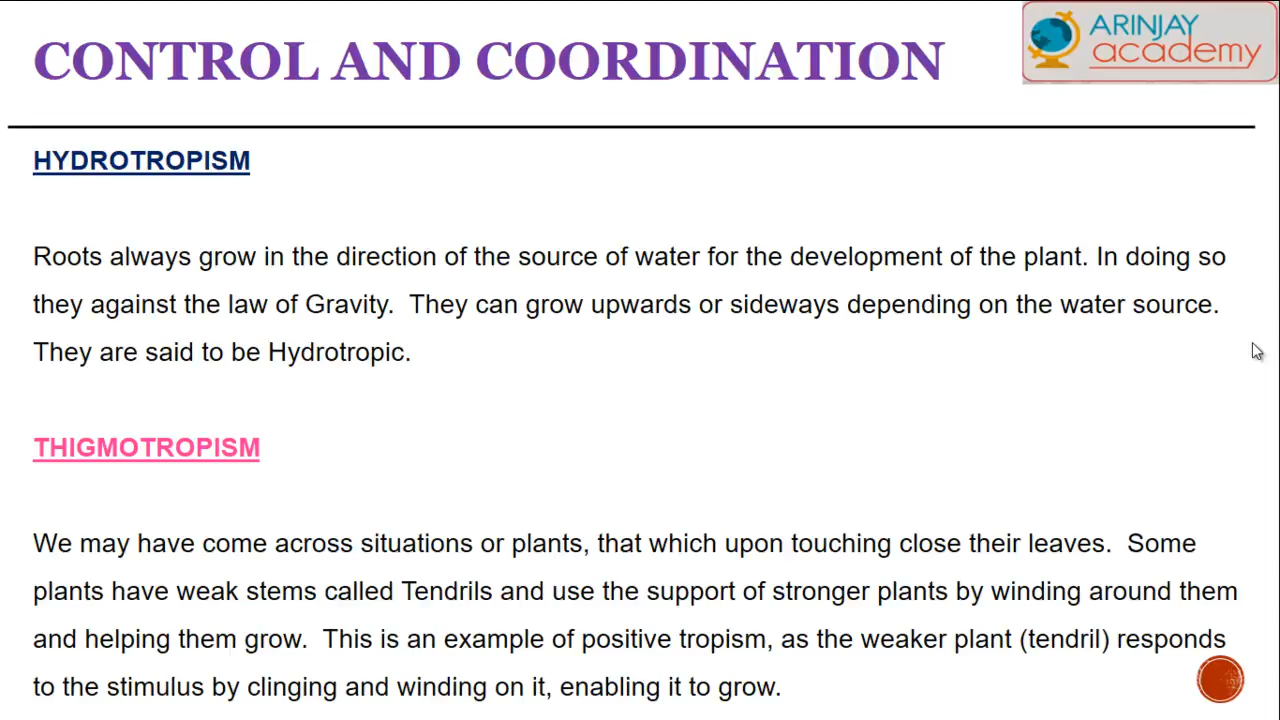 CONTROL AND COORDINATION
ARINJAY
academy
HYDROTROPISM
Roots always grow in the direction of the source of water for the development of the plant. In doing so
they against the law of Gravity.  They can grow upwards or sideways depending on the water source.
They are said to be Hydrotropic.
THIGMOTROPISM
We may have come across situations or plants, that which upon touching close their leaves.  Some
plants have weak stems called Tendrils and use the support of stronger plants by winding around them
and helping them grow.  This is an example of positive tropism, as the weaker plant (tendril) responds
to the stimulus by clinging and winding on it, enabling it to grow.